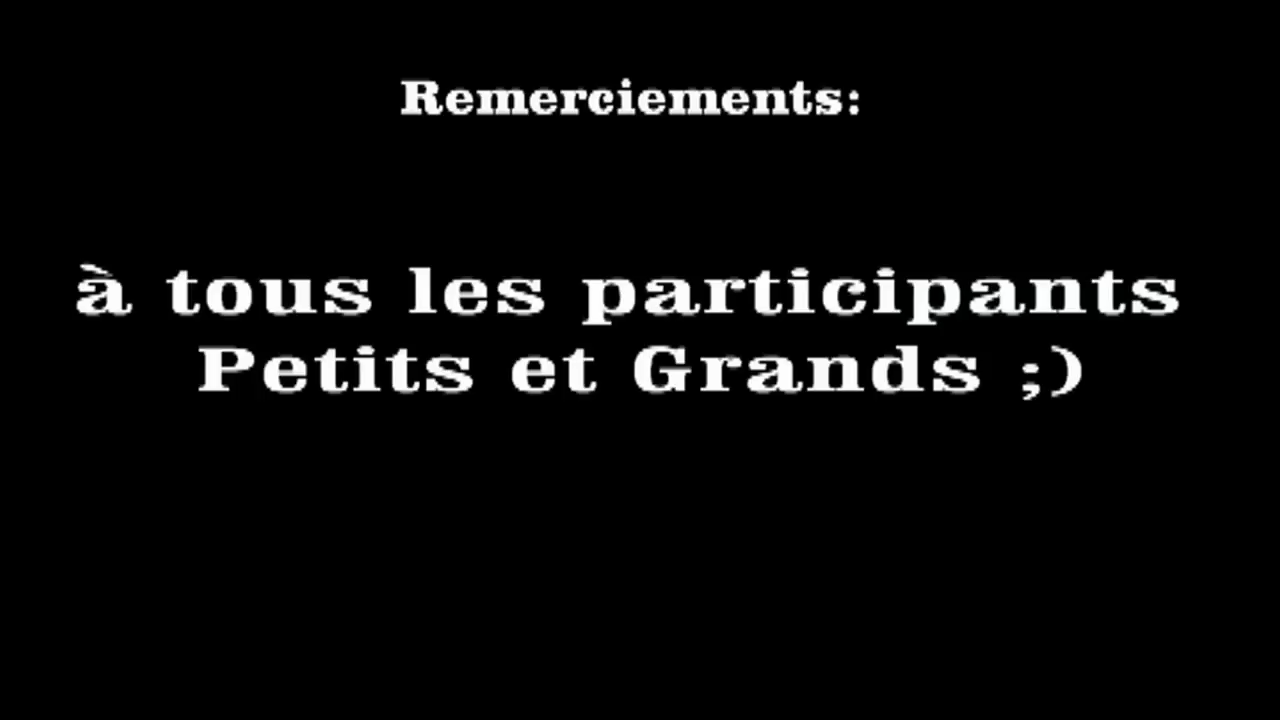 Remerciements:
à tous les participants
Petits et Grands ;)